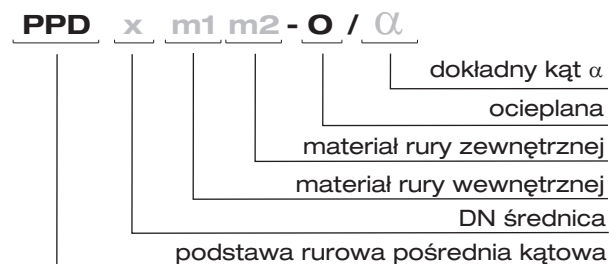 PPD x m1 m2 - O / α
dokładny kąt α
ocieplana
materiał rury zewnętrznej
materiał rury wewnętrznej
DN średnica
podstawa rurowa pośrednia kątowa